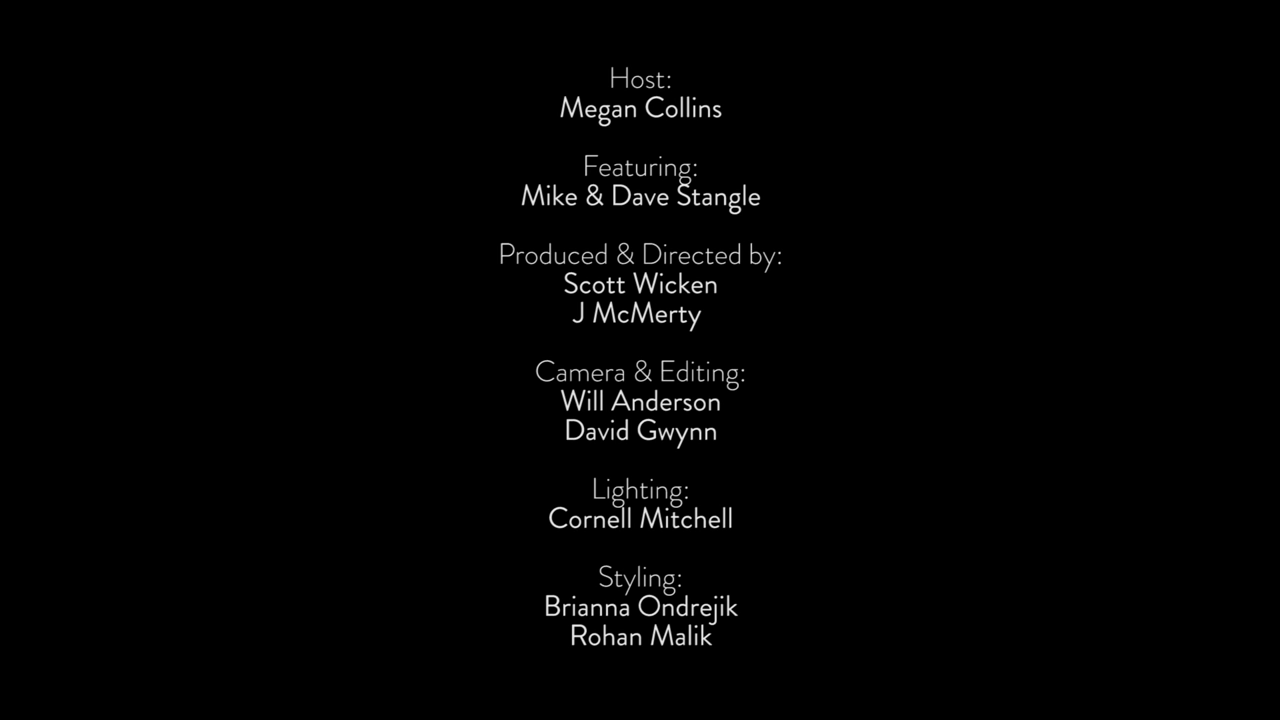 Host:
Megan Collins
Featuring:
Mike & Dave Stangle
Produced & Directed by:
Scott Wicken
J McMerty
Camera & Editing:
Will Anderson
David Gwynn
Lighting:
Cornell Mitchell
Styling:
Brianna Ondrejik
Rohan Malik